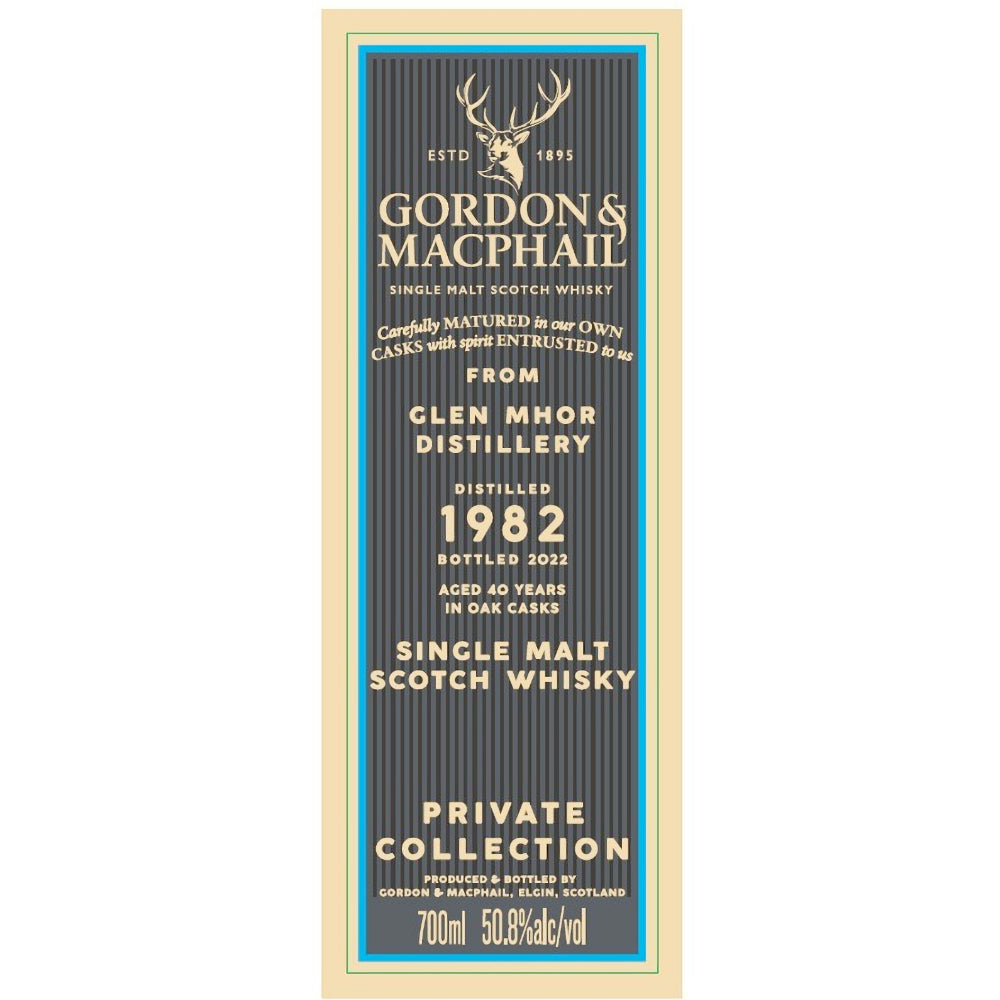 ESTD 1895
GORDON &
MACPHAIL
SINGLE MALT SCOTCH WHISKY
Carefully MATURED in our OWN
CASKS with spirit ENTRUSTED to us
FROM
GLEN MHOR
DISTILLERY
DISTILLED
1982
BOTTLED 2022
AGED 40 YEARS
IN OAK CASKS
SINGLE MALT
SCOTCH WHISKY
PRIVATE
COLLECTION
PRODUCED & BOTTLED BY
GORDON & MACPHAIL, ELGIN, SCOTLAND
700ml 50.8%alc/vol